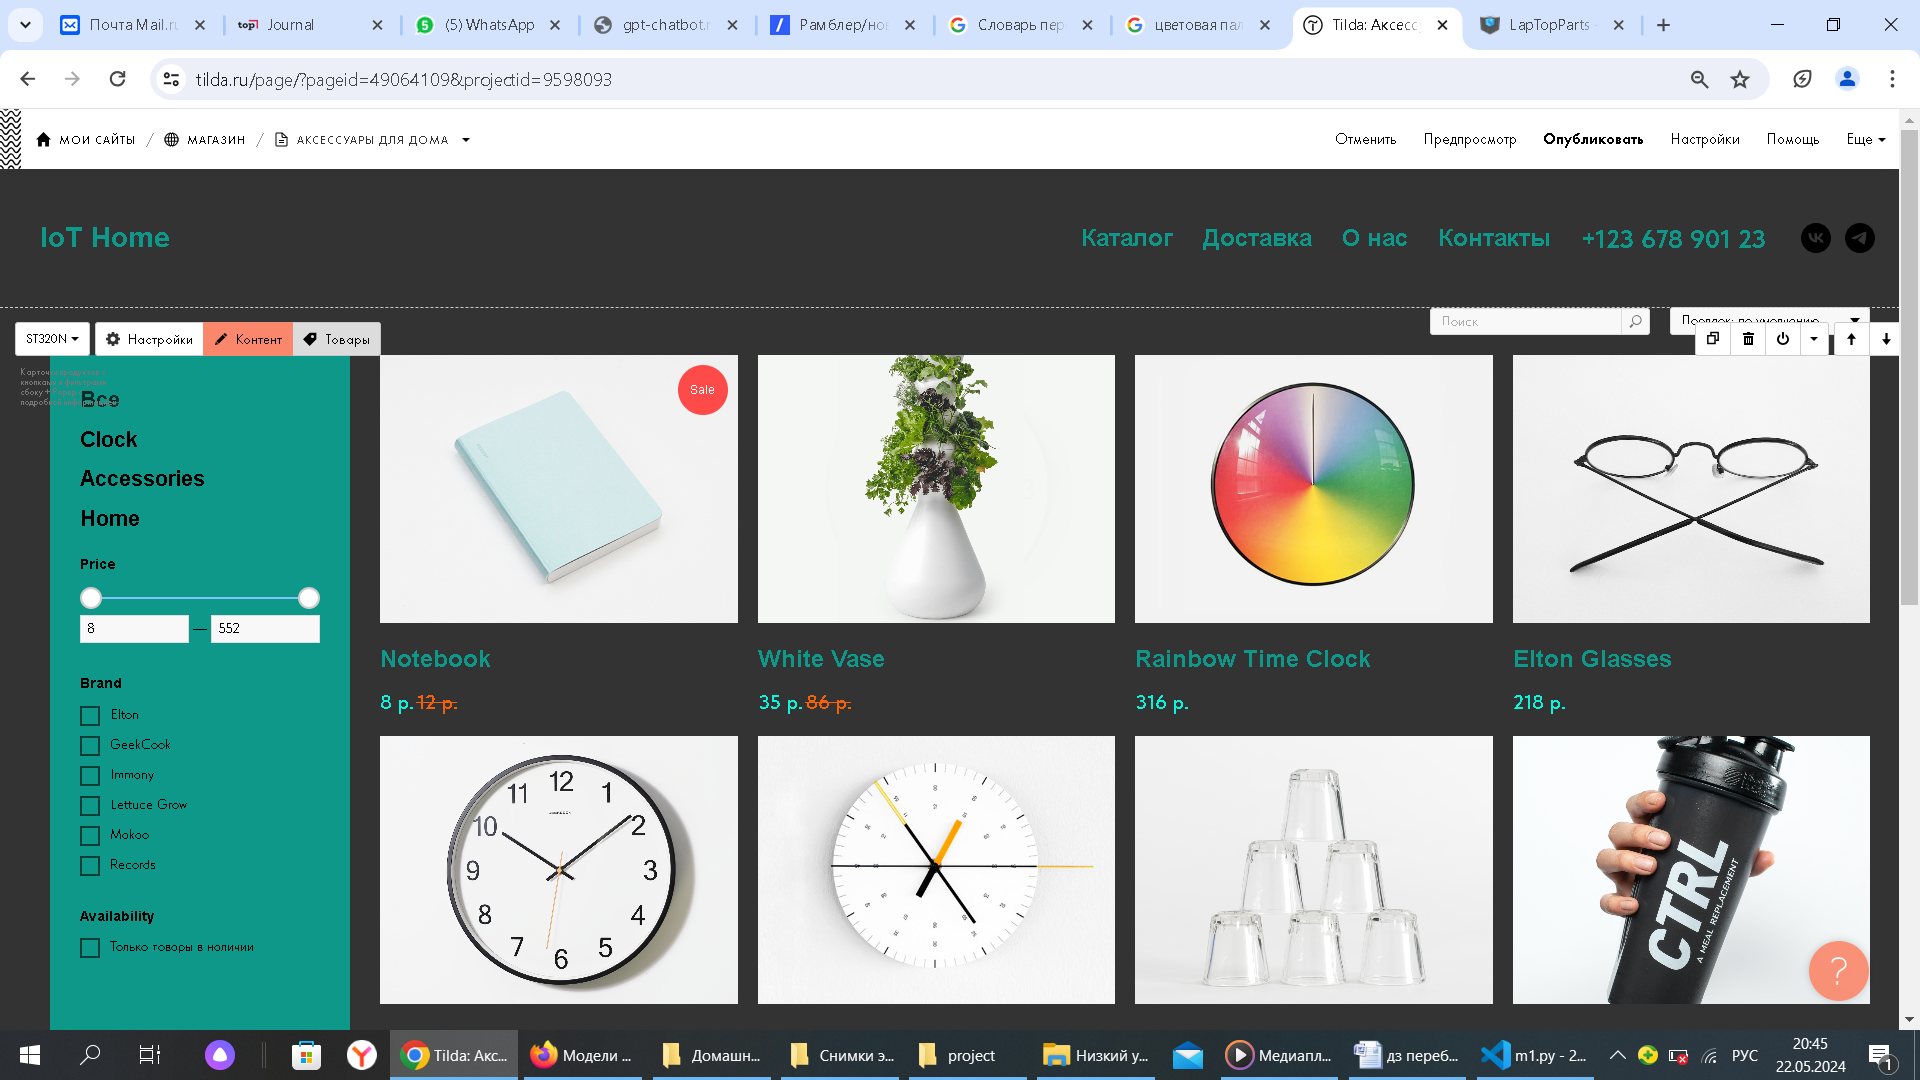 Почта Mail.ru
Journal
(5) WhatsApp
gpt-chatbot.r
Рамблер/но
Словарь пер
цветовая пал
Tilda: Аксессу
LapTopParts
tilda.ru/page/?pageid=49064109&projectid=9598093
МОИ САЙТЫ / МАГАЗИН / АКСЕССУАРЫ ДЛЯ ДОМА
Отменить Предпросмотр Опубликовать Настройки Помощь Еще
IoT Home
Каталог Доставка О нас Контакты +123 678 901 23
ST320N Настройки Контент Товары
Поиск
Порядок: по умолчанию
Все
Clock
Accessories
Home
Price
8 — 552
Brand
Elton
GeekCook
Immony
Lettuce Grow
Makao
Records
Availability
Только товары в наличии
Sale
Notebook
8 р. 12 р.
White Vase
35 р. 86 р.
Rainbow Time Clock
316 р.
Elton Glasses
218 р.
12
1
2
3
4
5
6
7
8
9
10
11
CTRL
A MEAL REPLACEMENT
?
Tilda: Акс...
Модели ...
Домашн...
Снимки э...
project
Низкий у...
Медиапл...
дз переб...
m1.py - 2...
РУС
20:45
22.05.2024
1